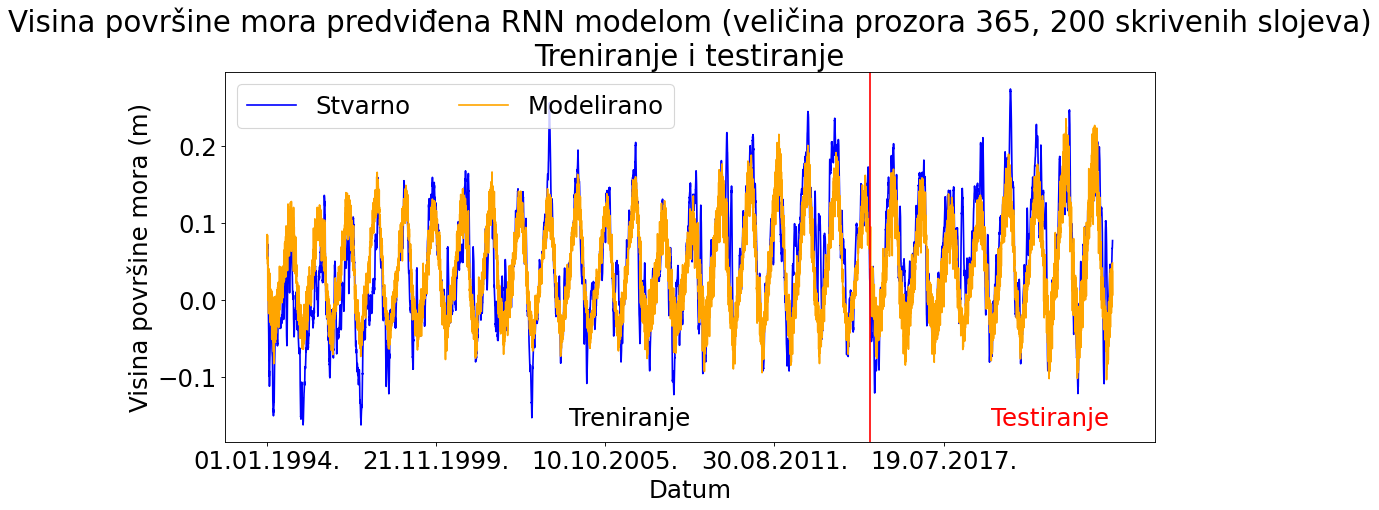 Visina površine mora predviđena RNN modelom (veličina prozora 365, 200 skrivenih slojeva)
Treniranje i testiranje
Stvarno
Modelirano
Visina površine mora (m)
0.2
0.1
0.0
−0.1
Treniranje
Testiranje
01.01.1994.
21.11.1999.
10.10.2005.
30.08.2011.
19.07.2017.
Datum